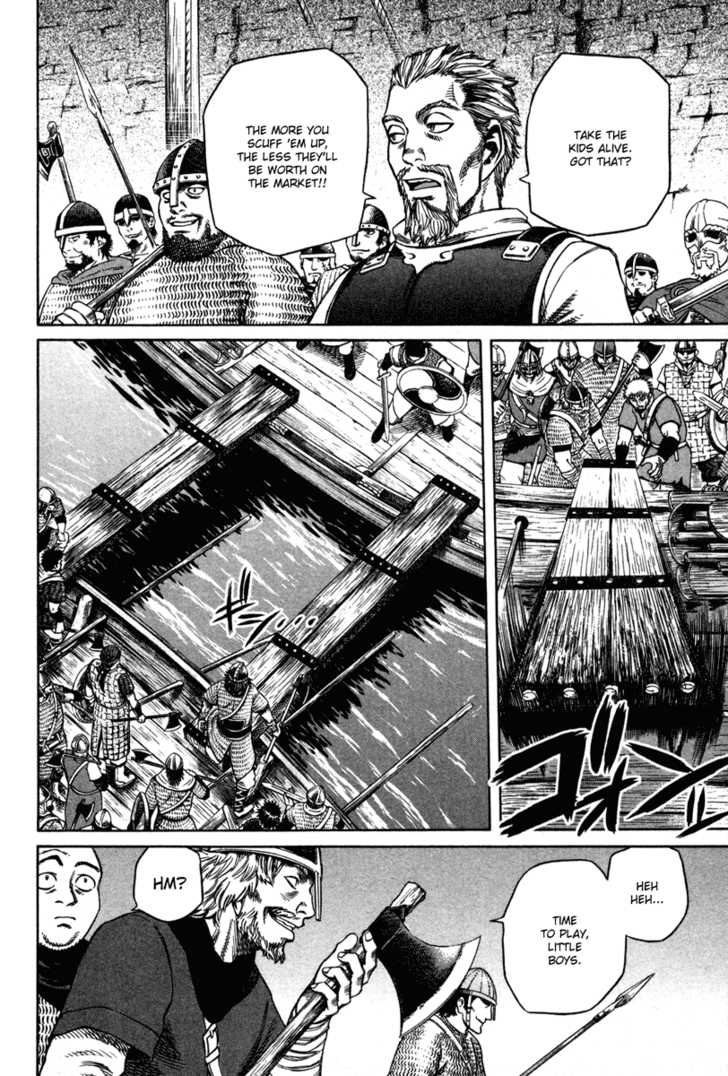 TAKE
THE
KIDS ALIVE.
GOT THAT?
THE MORE YOU
SCUFF 'EM UP,
THE LESS THEY'LL
BE WORTH ON
THE MARKET!!
ゴォン
ギシ...
HEH
HEH...
TIME
TO PLAY,
LITTLE
BOYS.
HM?